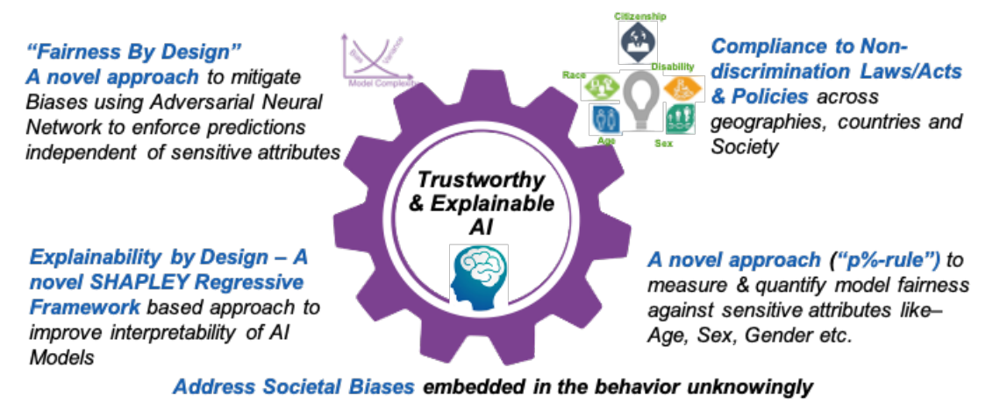 “Fairness By Design”
A novel approach to mitigate
Biases using Adversarial Neural
Network to enforce predictions
independent of sensitive attributes
Bias
Variance
Model Complexity
Citizenship
Race
Disability
Age
Sex
Compliance to Non-
discrimination Laws/Acts
& Policies across
geographies, countries and
Society
Trustworthy
& Explainable
AI
Explainability by Design – A
novel SHAPLEY Regressive
Framework based approach to
improve interpretability of AI
Models
A novel approach (“p%-rule”) to
measure & quantify model fairness
against sensitive attributes like–
Age, Sex, Gender etc.
Address Societal Biases embedded in the behavior unknowingly